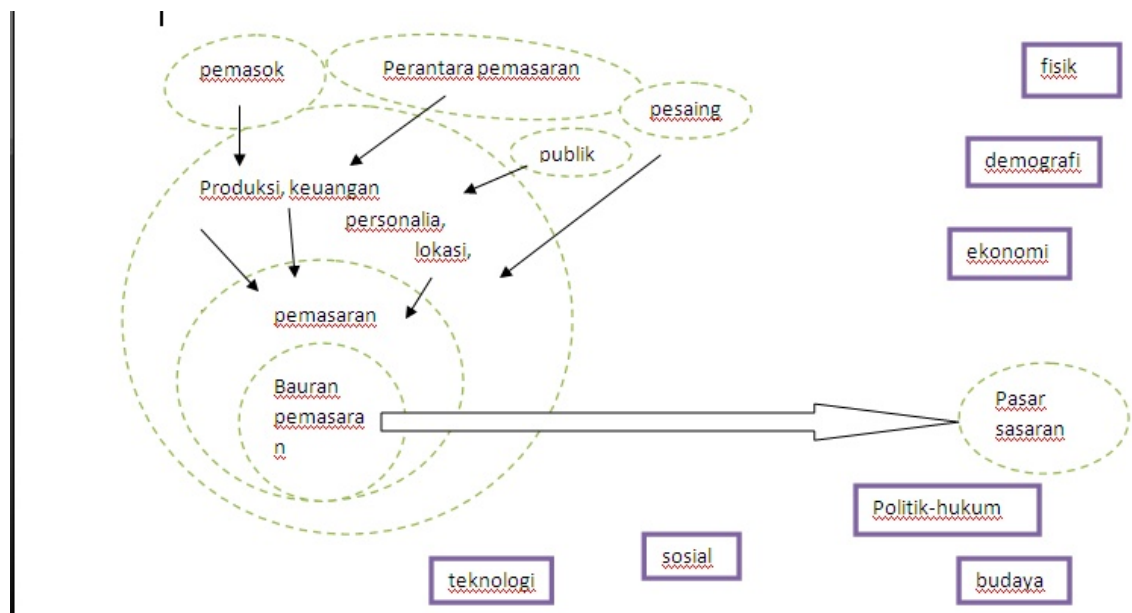 pemasok
Perantara pemasaran
fisik
pesaing
publik
demografi
Produksi, keuangan
personalia,
lokasi,
ekonomi
pemasaran
Bauran
pemasara
n
Pasar
sasaran
Politik-hukum
sosial
teknologi
budaya